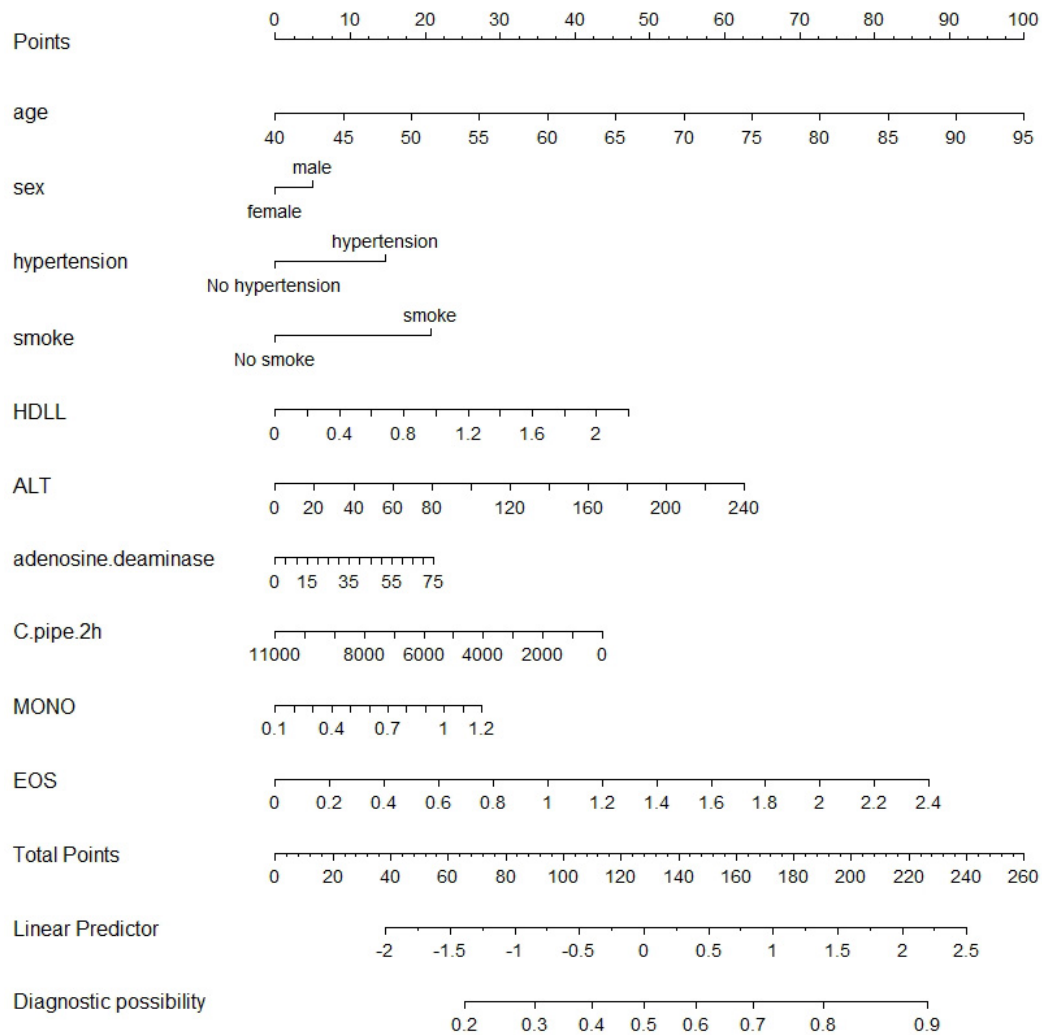 Points 0 10 20 30 40 50 60 70 80 90 100
age 40 45 50 55 60 65 70 75 80 85 90 95
male
sex
female
hypertension
hypertension
No hypertension
smoke
smoke
No smoke
HDLL
0 0.4 0.8 1.2 1.6 2
ALT
0 20 40 60 80 120 160 200 240
adenosine.deaminase
0 15 35 55 75
C.pipe.2h
11000 8000 6000 4000 2000 0
MONO
0.1 0.4 0.7 1 1.2
EOS
0 0.2 0.4 0.6 0.8 1 1.2 1.4 1.6 1.8 2 2.2 2.4
Total Points
0 20 40 60 80 100 120 140 160 180 200 220 240 260
Linear Predictor
-2 -1.5 -1 -0.5 0 0.5 1 1.5 2 2.5
Diagnostic possibility
0.2 0.3 0.4 0.5 0.6 0.7 0.8 0.9